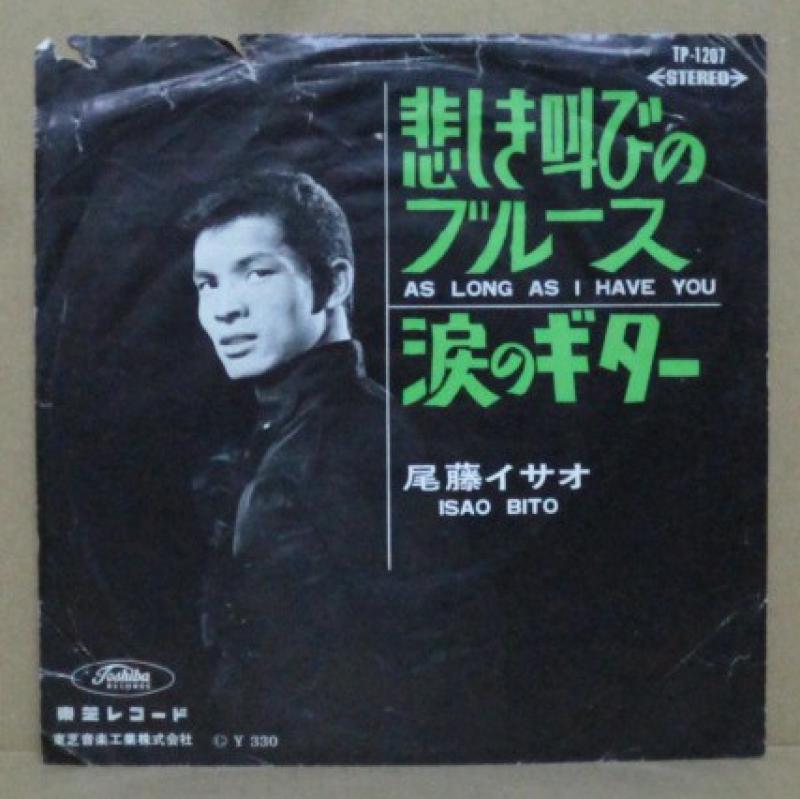 TP-1207
STEREO
悲しき叫びの
ブルース
AS LONG AS I HAVE YOU
涙のギター
尾藤イサオ
ISAO BITO
Toshiba
RECORDS
東芝レコード
東芝音楽工業株式会社 © ¥ 330